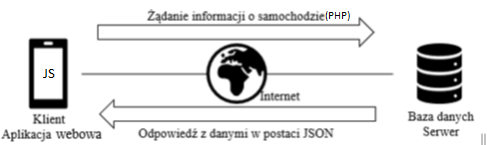 Żądanie informacji o samochodzie(PHP)
JS
Internet
Klient
Aplikacja webowa
Baza danych
Serwer
Odpowiedź z danymi w postaci JSON